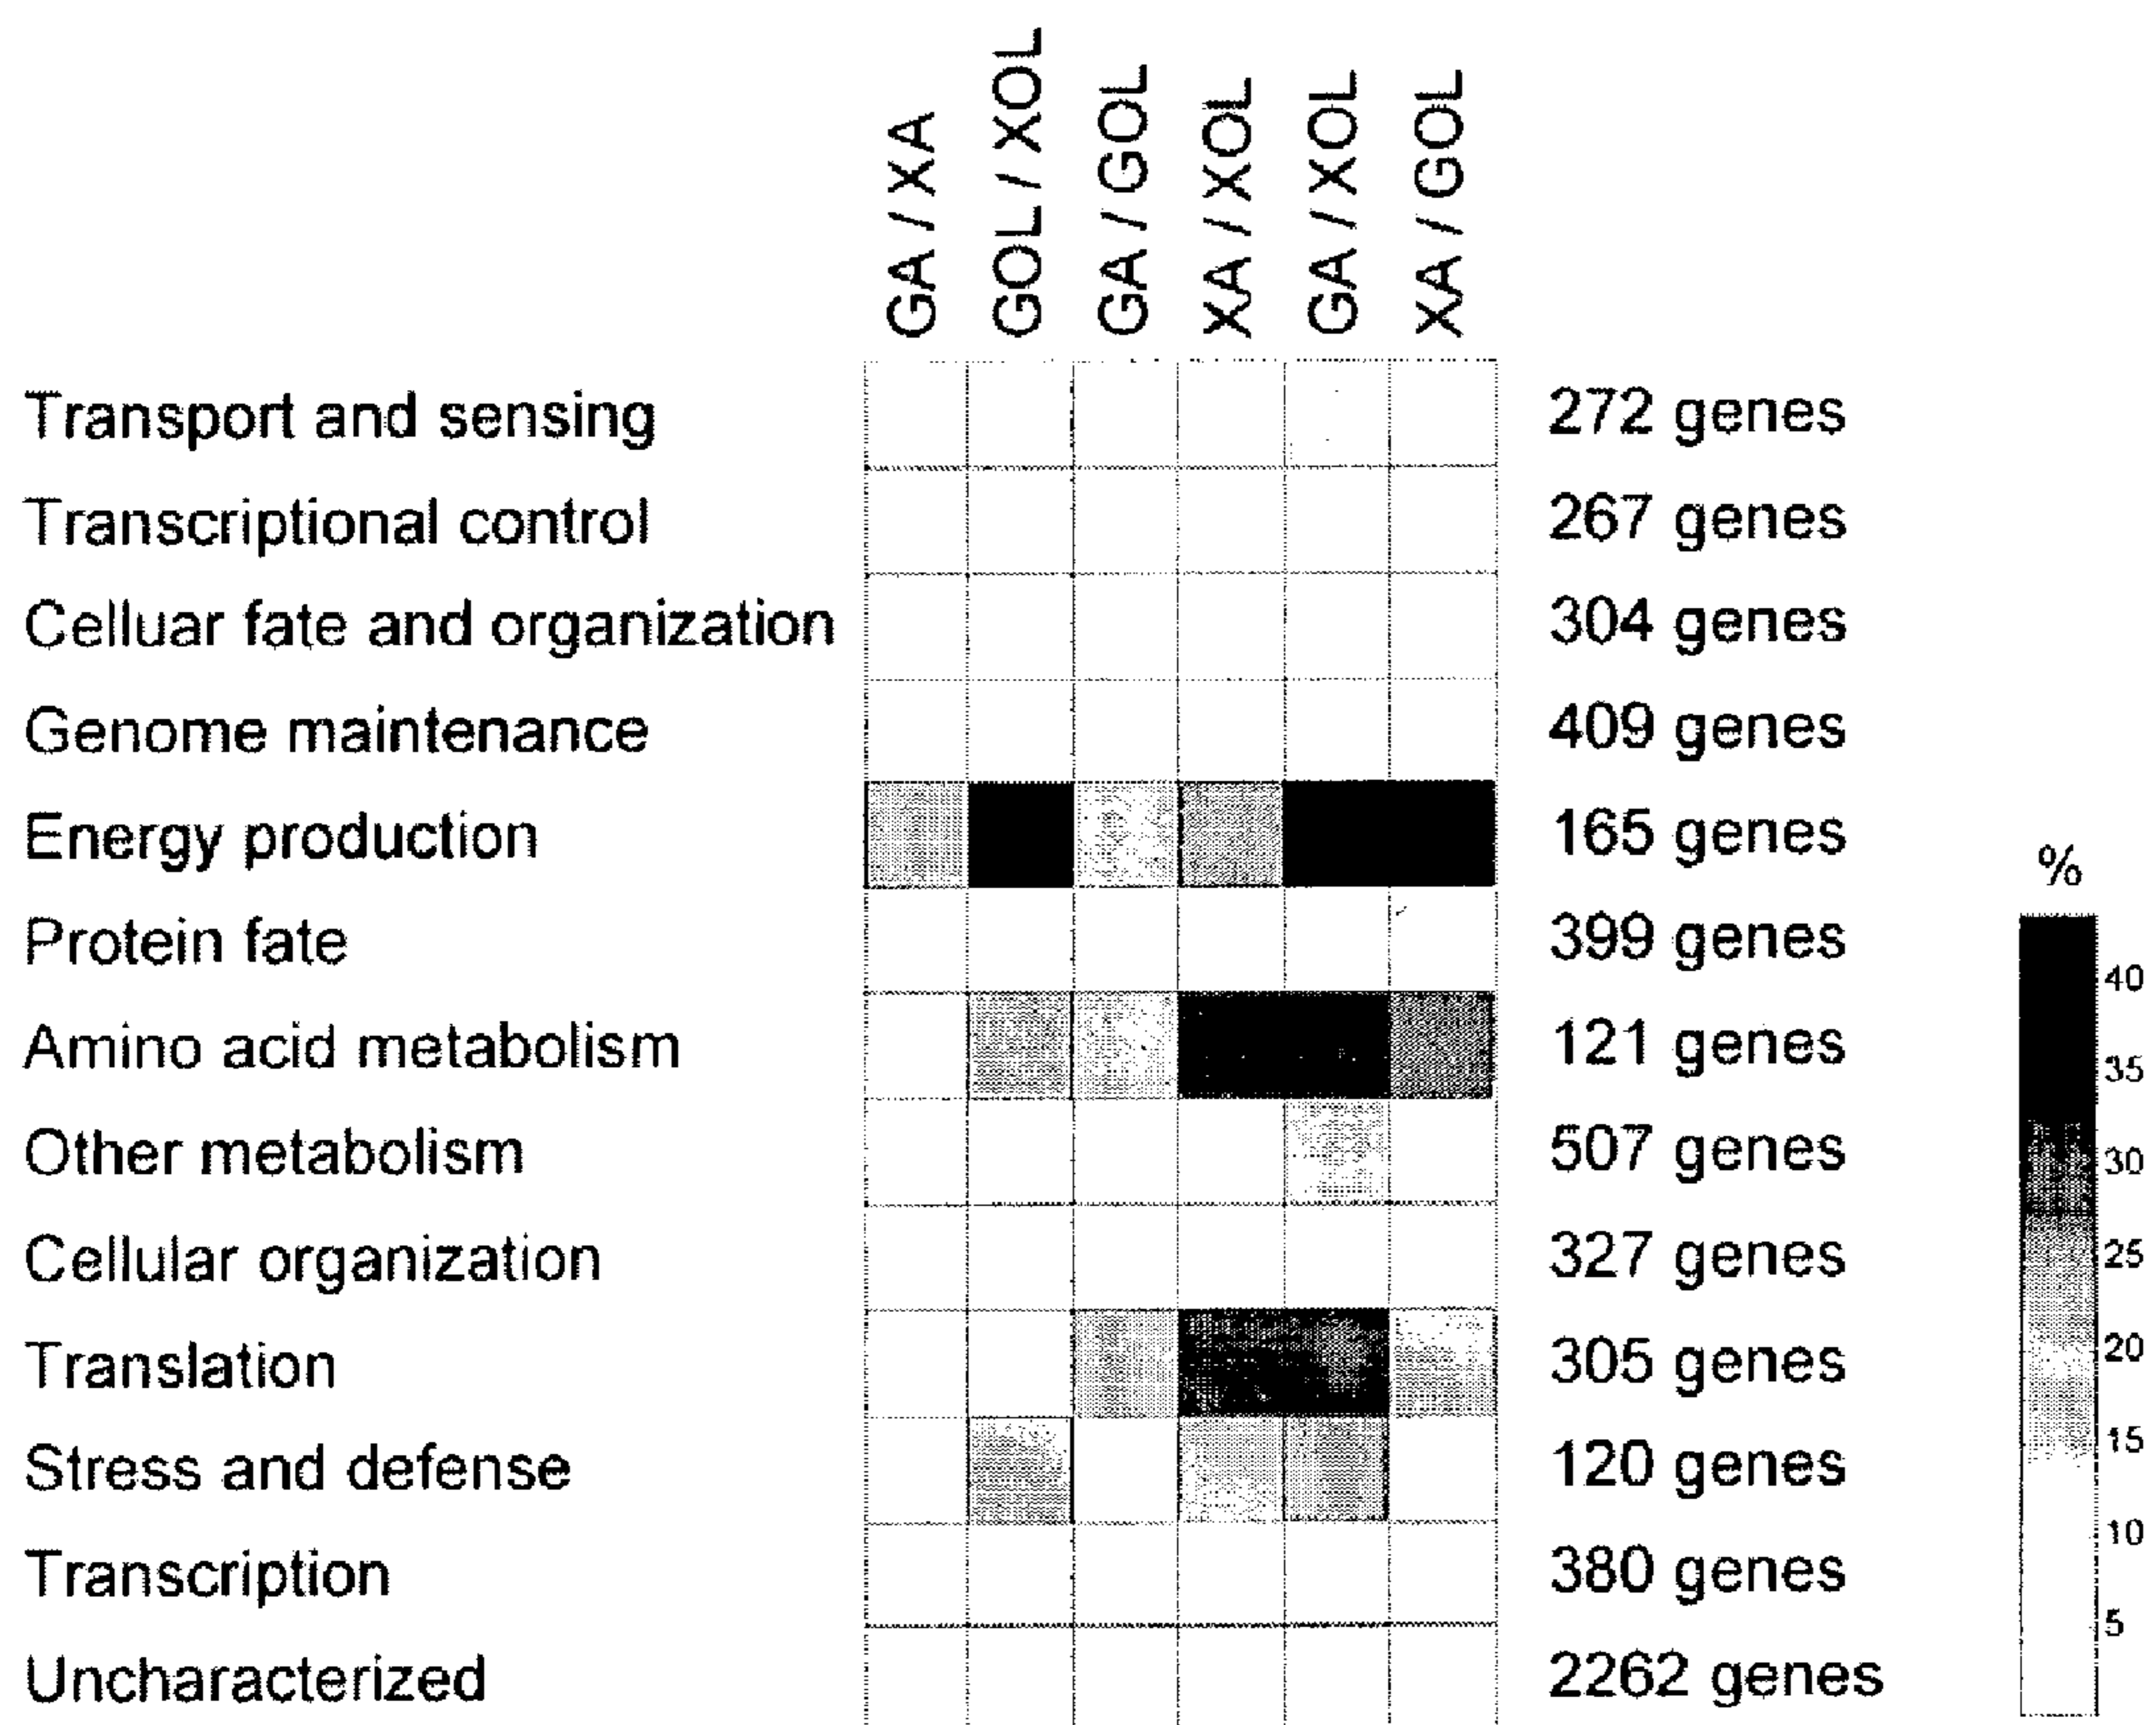 GA / XA
GOL / XOL
GA / GOL
XA / XOL
GA / XOL
XA / GOL
Transport and sensing 272 genes
Transcriptional control 267 genes
Celluar fate and organization 304 genes
Genome maintenance 409 genes
Energy production 165 genes
Protein fate 399 genes
Amino acid metabolism 121 genes
Other metabolism 507 genes
Cellular organization 327 genes
Translation 305 genes
Stress and defense 120 genes
Transcription 380 genes
Uncharacterized 2262 genes
%
40
35
30
25
20
15
10
5